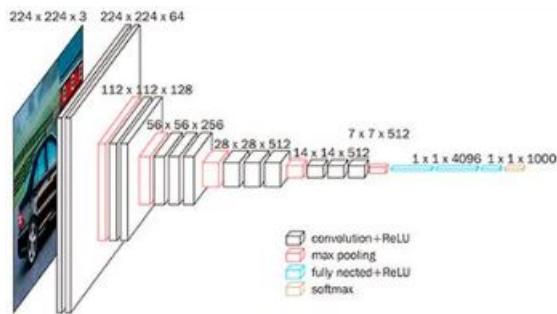 224 x 224 x 3
224 x 224 x 64
112 x 112 x 128
56 x 56 x 256
28 x 28 x 512
14 x 14 x 512
7 x 7 x 512
1 x 1 x 4096
1 x 1 x 1000
convolution+ReLU
max pooling
fully nected+ReLU
softmax